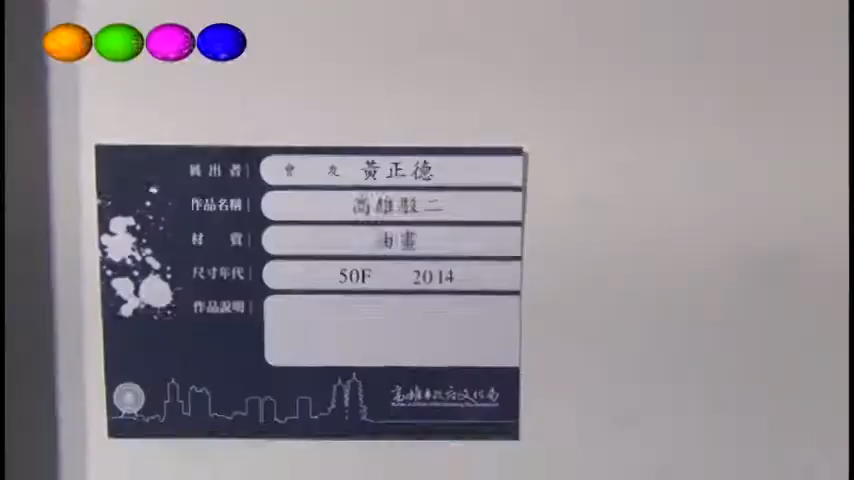 展出者 會 友 黃正德
作品名稱 高雄駁二
材 質 油畫
尺寸年代 50F 2014
作品說明
高雄市政府文化局